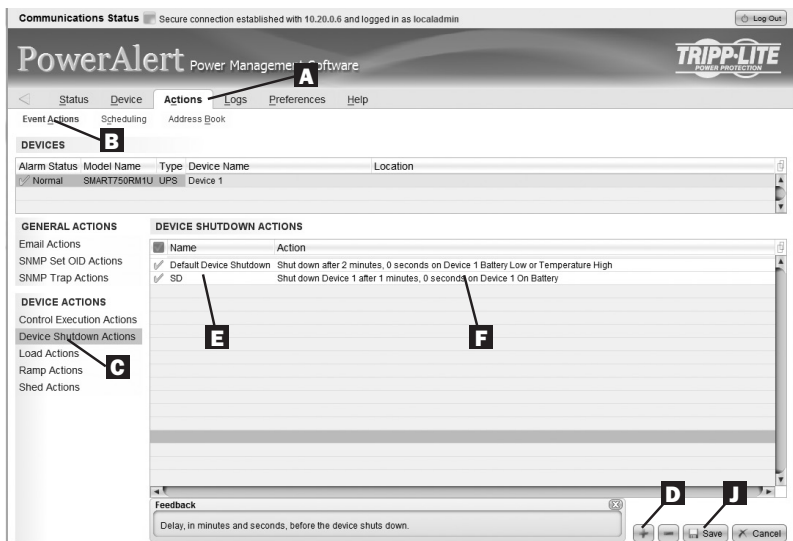 Communications Status Secure connection established with 10.20.0.6 and logged in as localadmin Log Out
PowerAlert Power Management Software
TRIPP·LITE
POWER PROTECTION
A
Status Device Actions Logs Preferences Help
Event Actions Scheduling Address Book
B
DEVICES
Alarm Status Model Name Type Device Name Location
Normal SMART750RM1U UPS Device 1
GENERAL ACTIONS
Email Actions
SNMP Set OID Actions
SNMP Trap Actions
DEVICE ACTIONS
Control Execution Actions
Device Shutdown Actions
Load Actions
C
Ramp Actions
Shed Actions
DEVICE SHUTDOWN ACTIONS
Name Action
Default Device Shutdown Shut down after 2 minutes, 0 seconds on Device 1 Battery Low or Temperature High
SD Shut down Device 1 after 1 minutes, 0 seconds on Device 1 On Battery
E F
Feedback
Delay, in minutes and seconds, before the device shuts down.
D J
Save Cancel